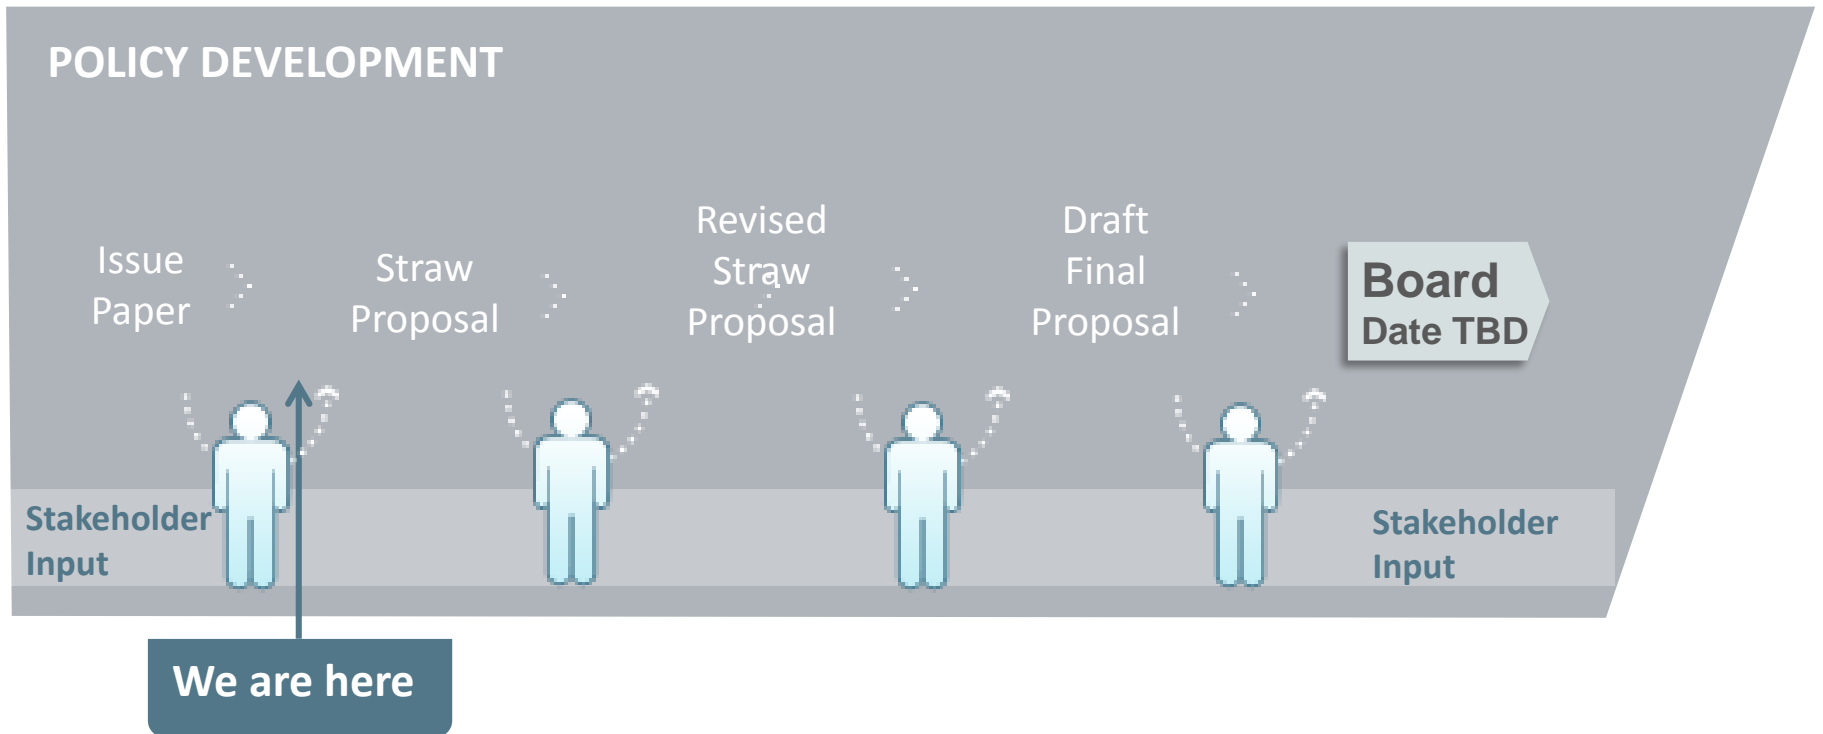 POLICY DEVELOPMENT
Issue
Paper
Straw
Proposal
Revised
Straw
Proposal
Draft
Final
Proposal
Board
Date TBD
Stakeholder
Input
Stakeholder
Input
We are here